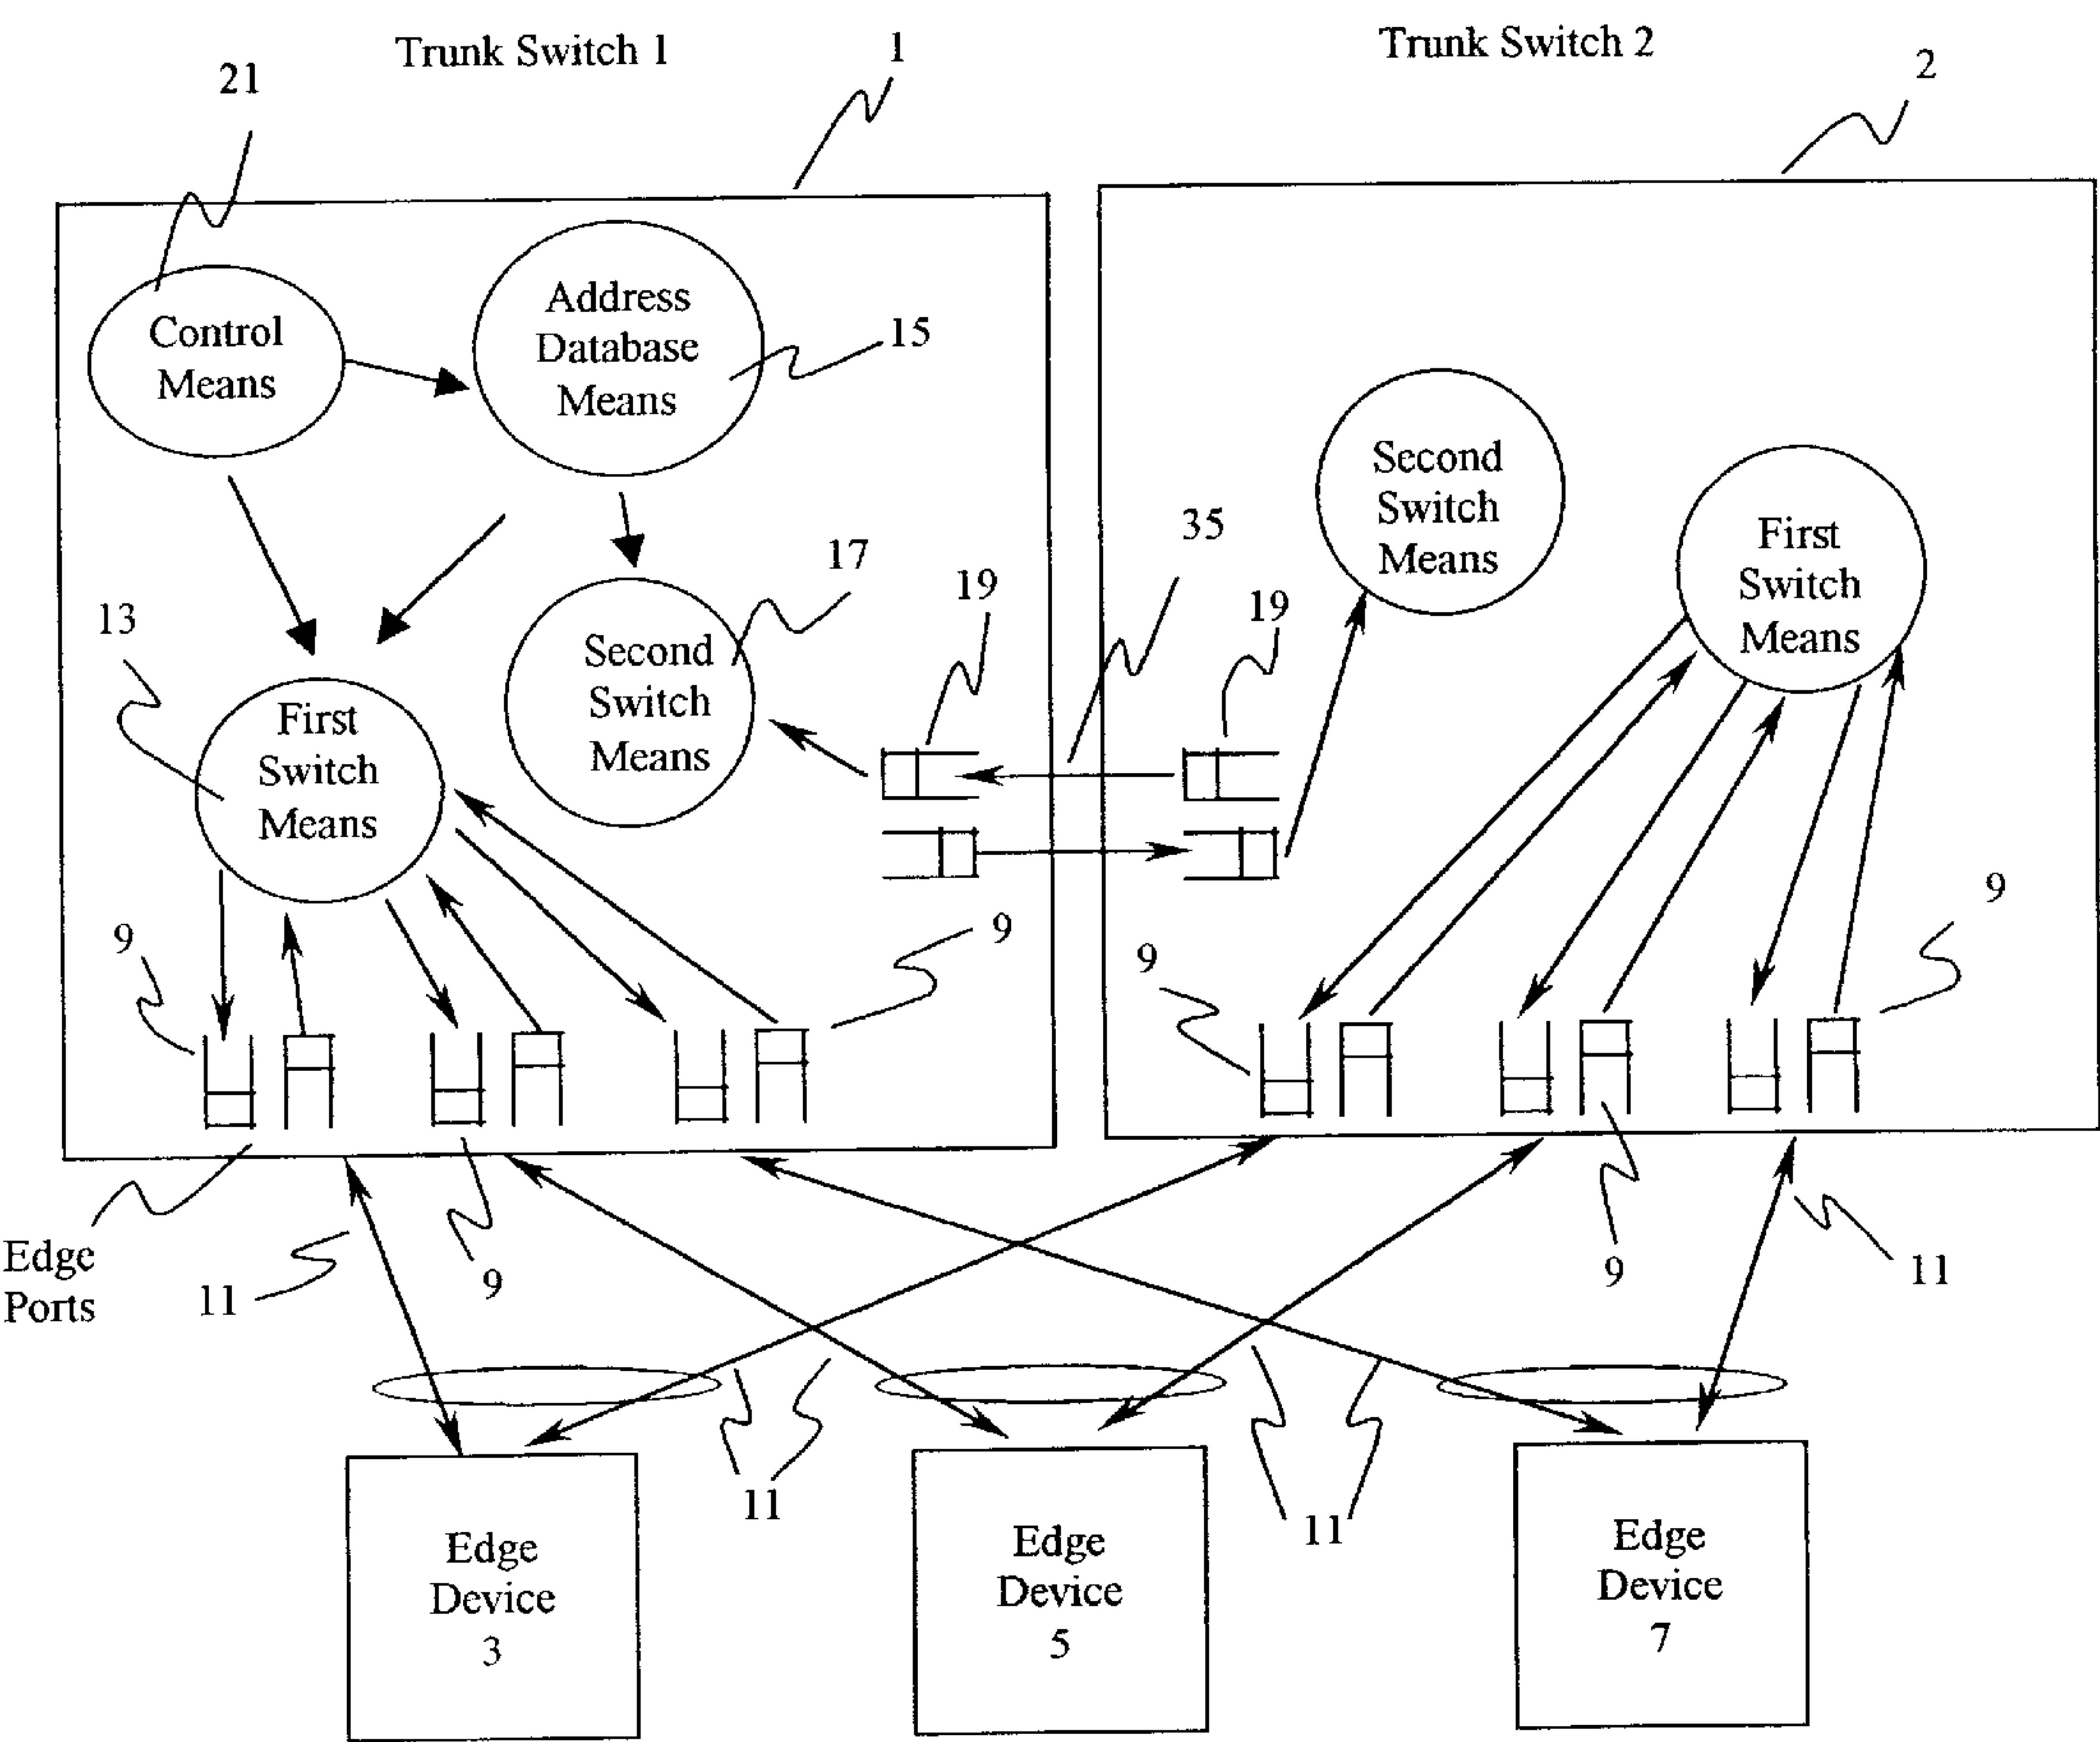 Trunk Switch 1
1
Trunk Switch 2
2
21
Control
Means
Address
Database
Means
15
Second
Switch
Means
First
Switch
Means
35
17
19
19
13
First
Switch
Means
Second
Switch
Means
9
9
9
9
Edge
Ports
11
9
9
11
11
11
Edge
Device
3
Edge
Device
5
Edge
Device
7